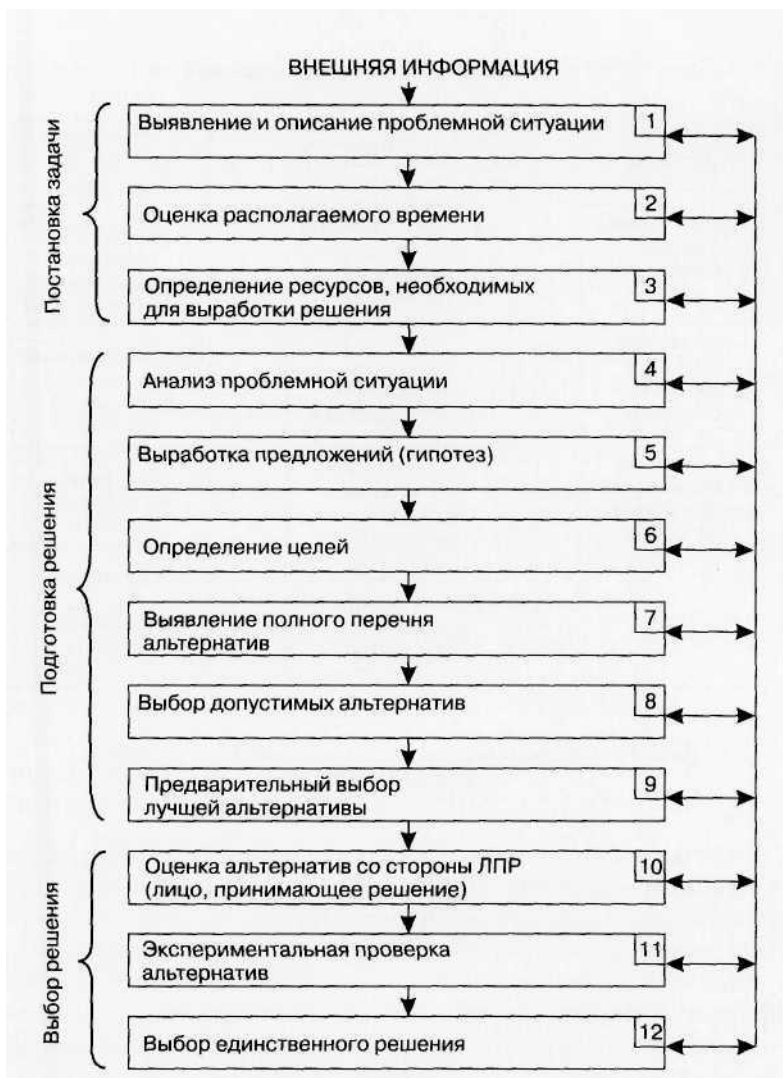 ВНЕШНЯЯ ИНФОРМАЦИЯ
Постановка задачи
Выявление и описание проблемной ситуации
1
Оценка располагаемого времени
2
Определение ресурсов, необходимых
для выработки решения
3
Подготовка решения
Анализ проблемной ситуации
4
Выработка предложений (гипотез)
5
Определение целей
6
Выявление полного перечня
альтернатив
7
Выбор допустимых альтернатив
8
Предварительный выбор
лучшей альтернативы
9
Выбор решения
Оценка альтернатив со стороны ЛПР
(лицо, принимающее решение)
10
Экспериментальная проверка
альтернатив
11
Выбор единственного решения
12